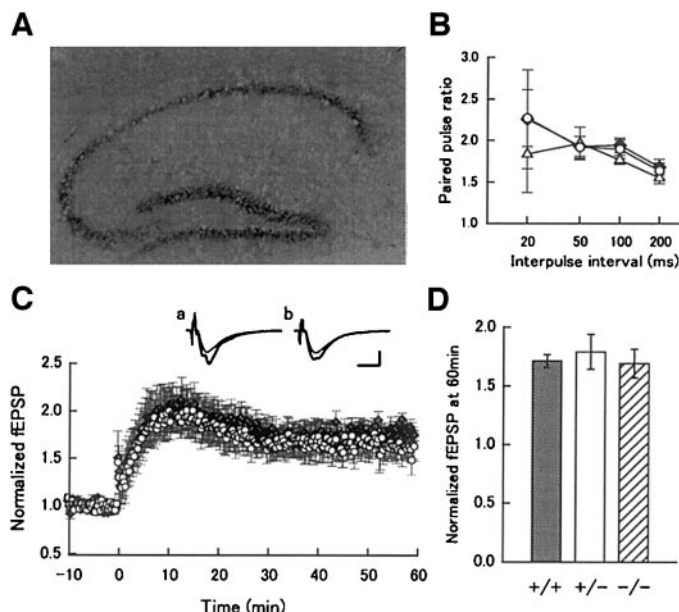 A
B
Paired pulse ratio
3.0
2.5
2.0
1.5
1.0
20
50
100
200
Interpulse interval (ms)
C
a
b
Normalized fEPSP
2.5
2.0
1.5
1.0
0.5
-10
0
10
20
30
40
50
60
Time (min)
D
Normalized fEPSP at 60min
2.0
1.5
1.0
0.5
0.0
+/+
+/-
-/-